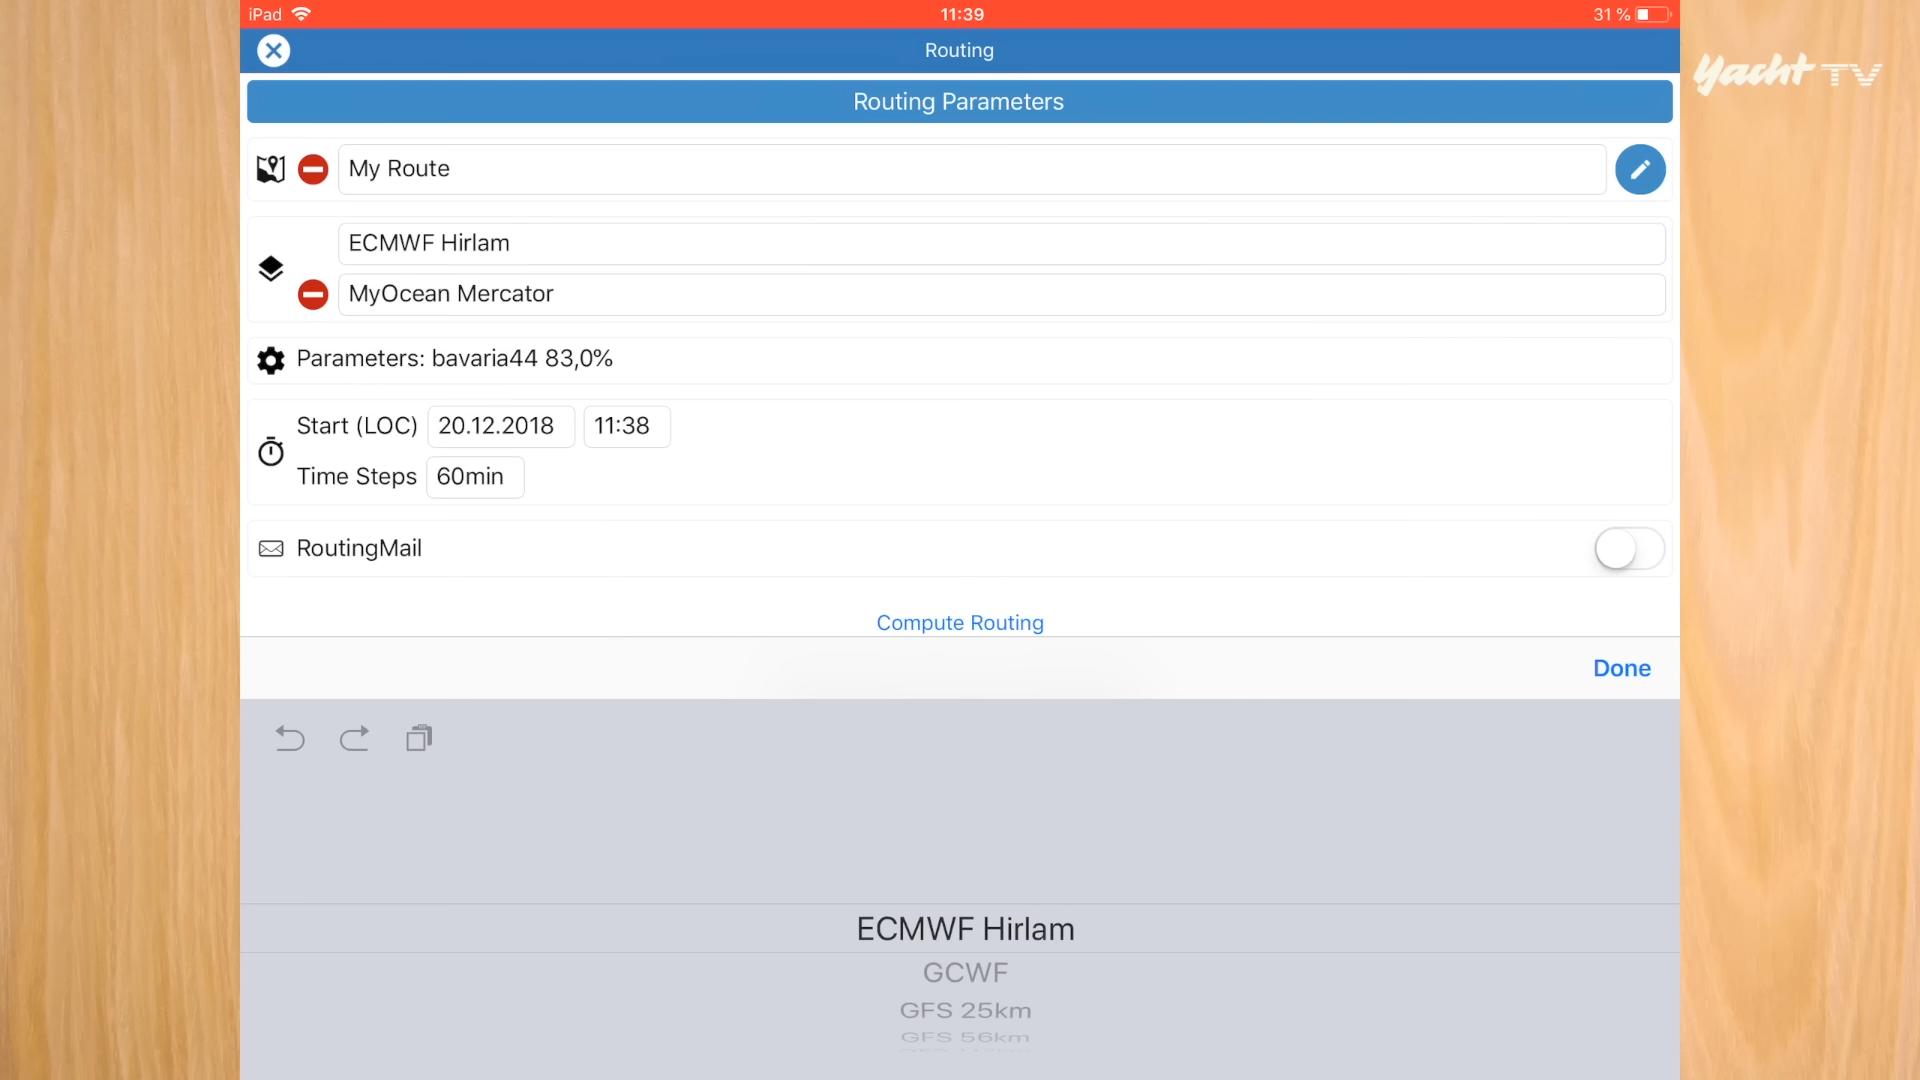 iPad
11:39
31 %
Routing
Yacht TV
Routing Parameters
My Route
ECMWF Hirlam
MyOcean Mercator
Parameters: bavaria44 83,0%
Start (LOC) 20.12.2018 11:38
Time Steps 60min
RoutingMail
Compute Routing
Done
ECMWF Hirlam
GCWF
GFS 25km
GFS 56km